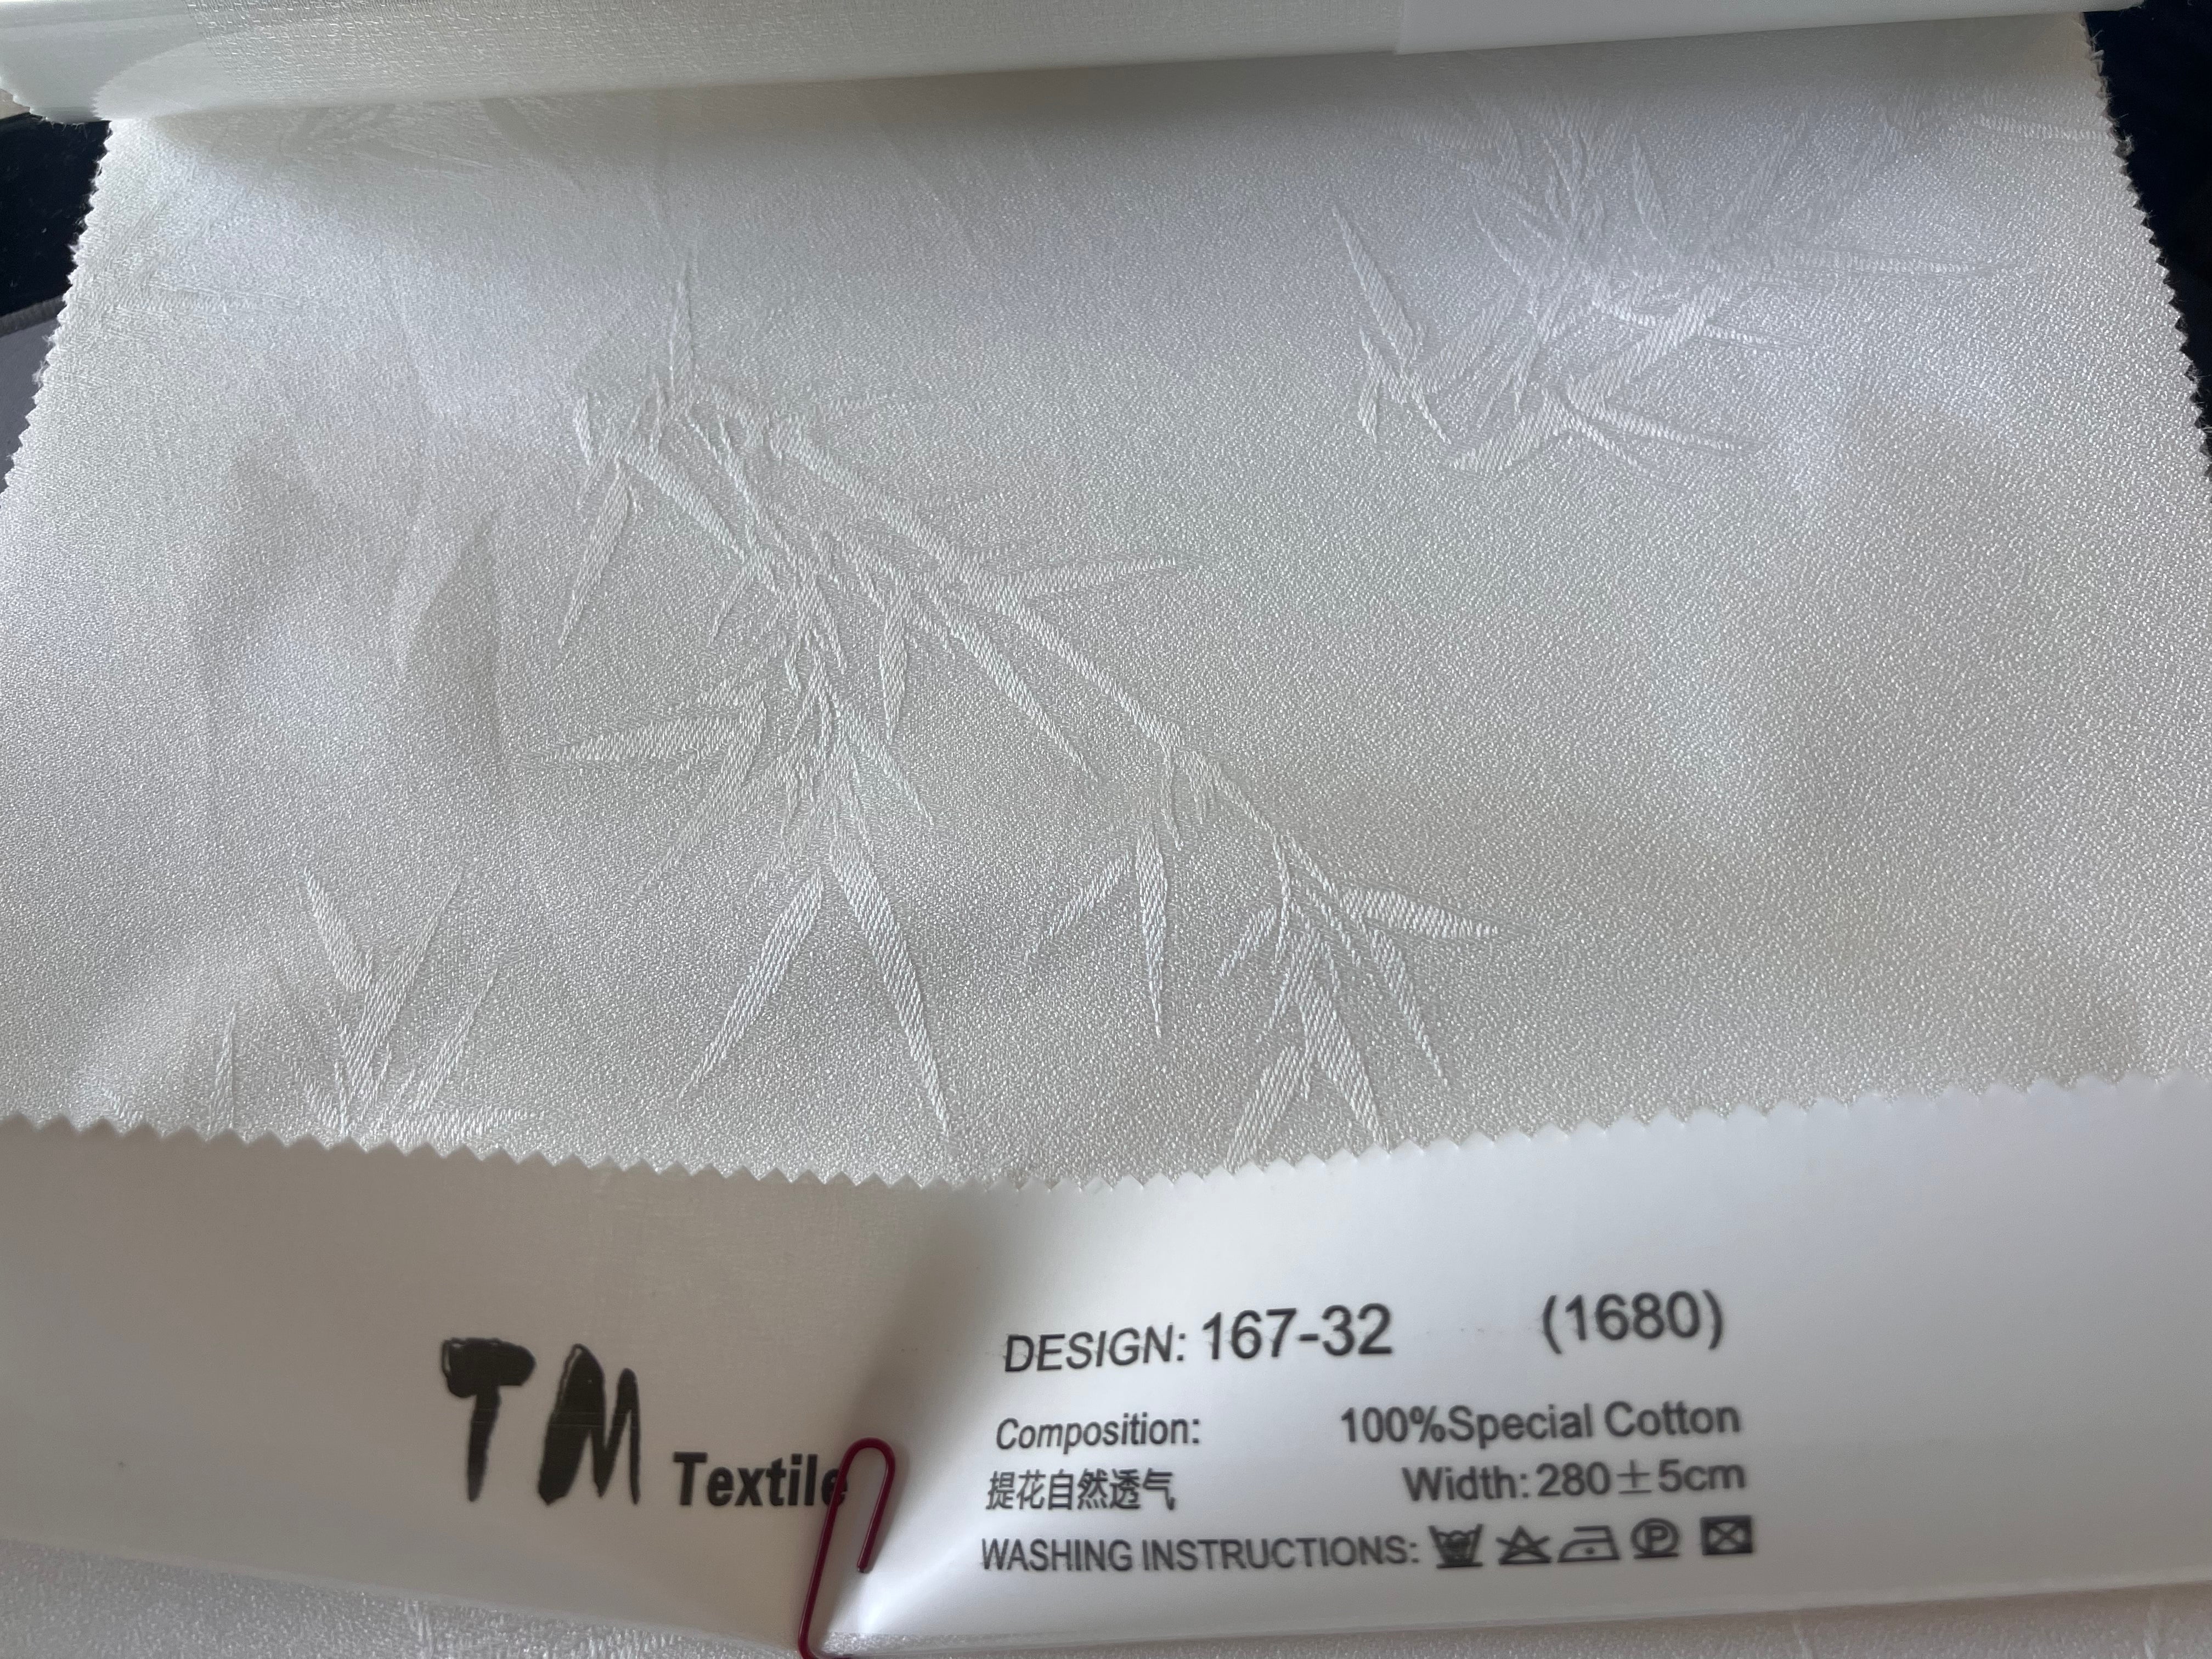 TM Textile
DESIGN: 167-32 (1680)
Composition: 100%Special Cotton
提花自然透气 Width: 280±5cm
WASHING INSTRUCTIONS: